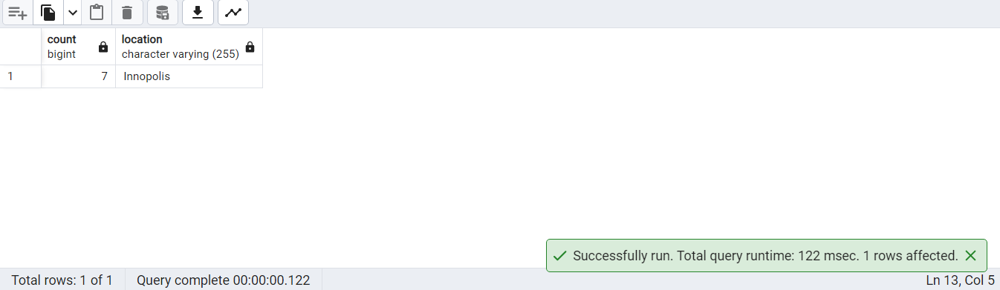 count
bigint
location
character varying (255)
1
7
Innopolis
Successfully run. Total query runtime: 122 msec. 1 rows affected.
Total rows: 1 of 1
Query complete 00:00:00.122
Ln 13, Col 5